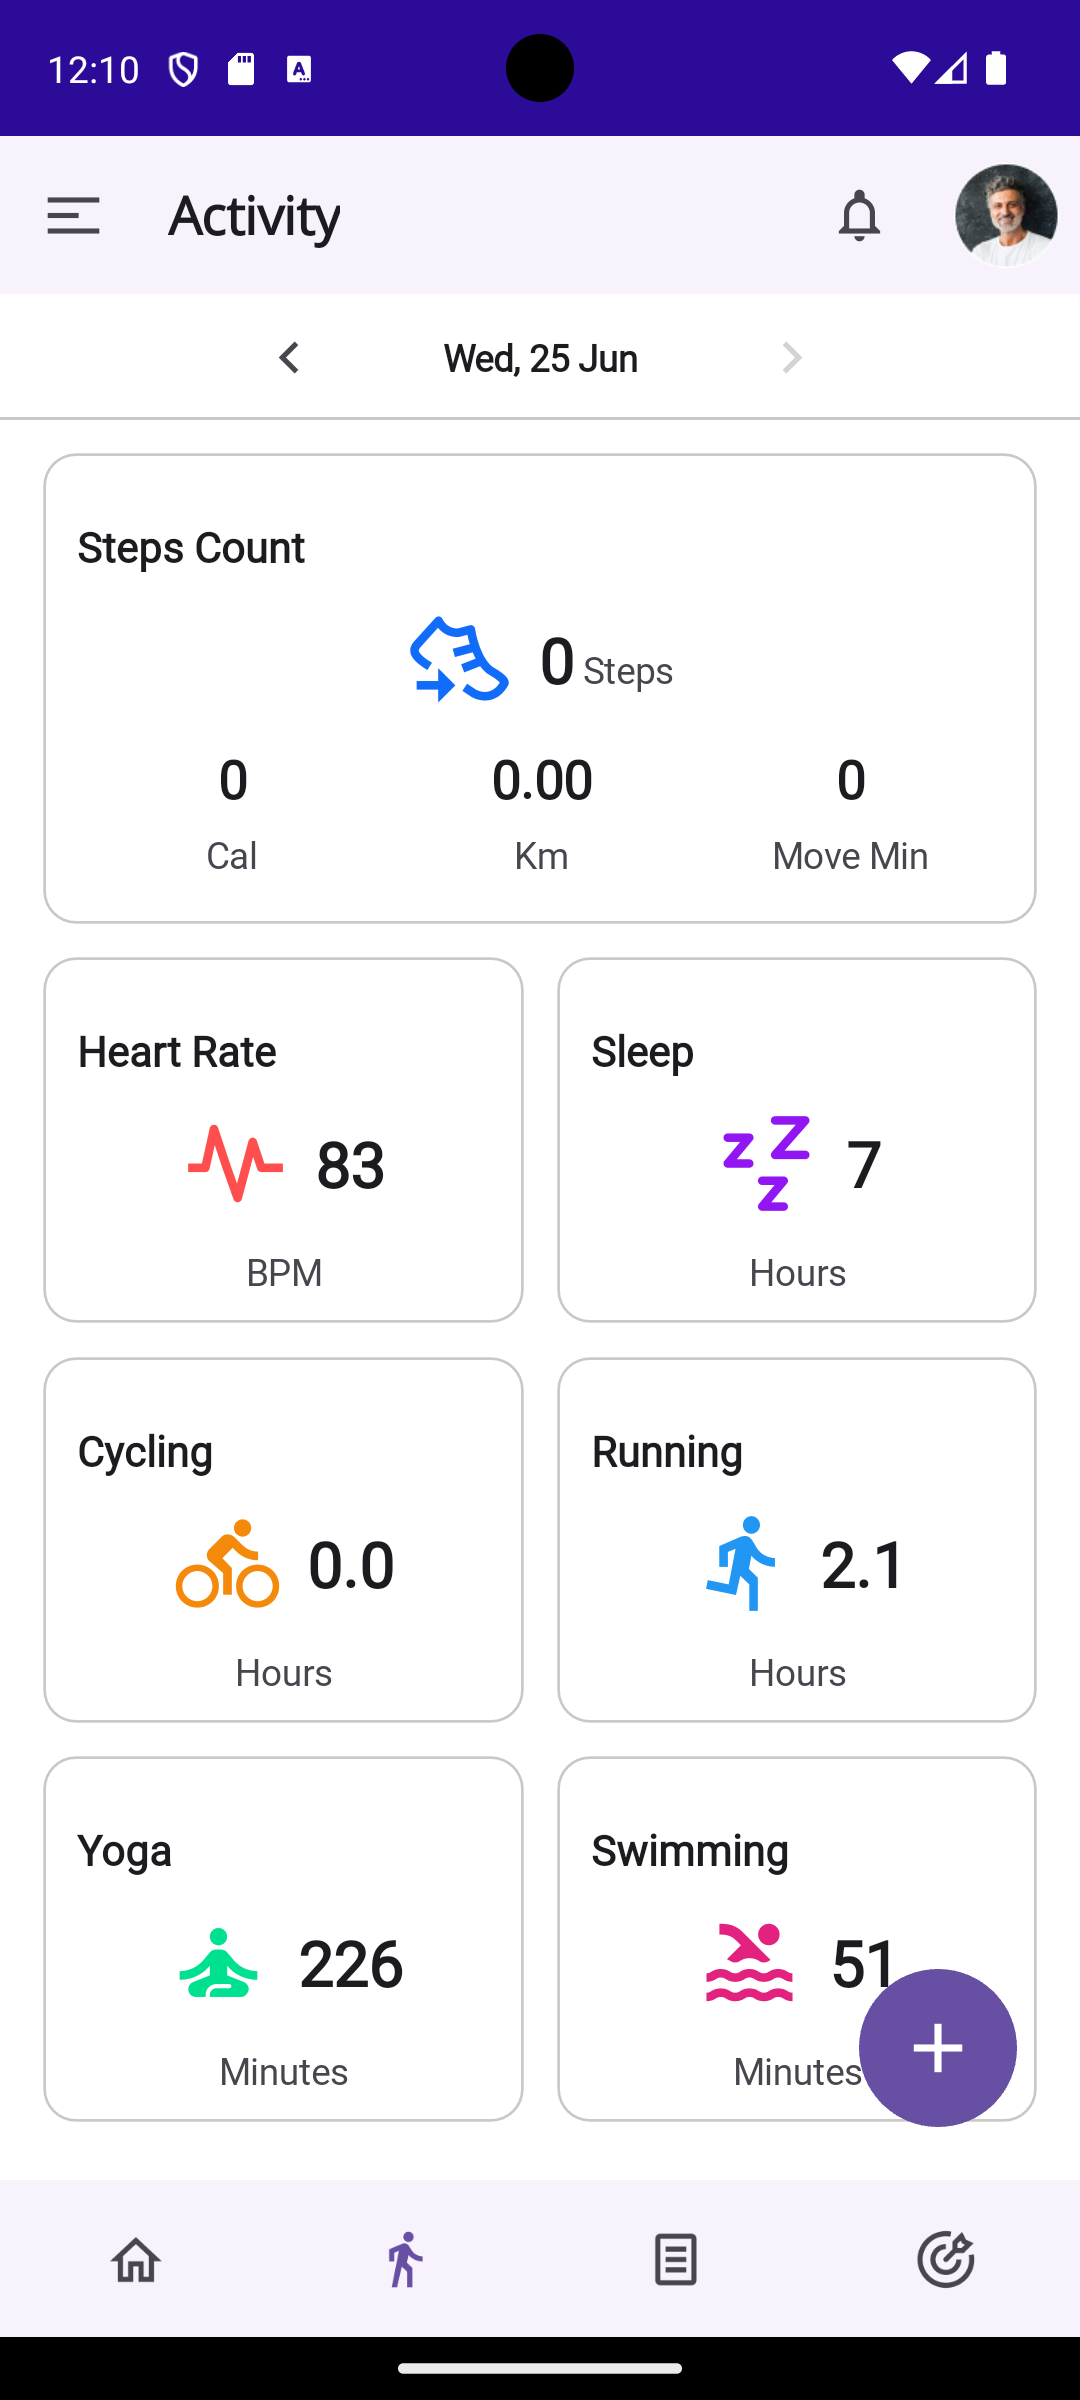 12:10
Activity
Wed, 25 Jun
Steps Count
0 Steps
0 0.00 0
Cal Km Move Min
Heart Rate Sleep
83 7
BPM Hours
Cycling Running
0.0 2.1
Hours Hours
Yoga Swimming
226 51
Minutes Minutes